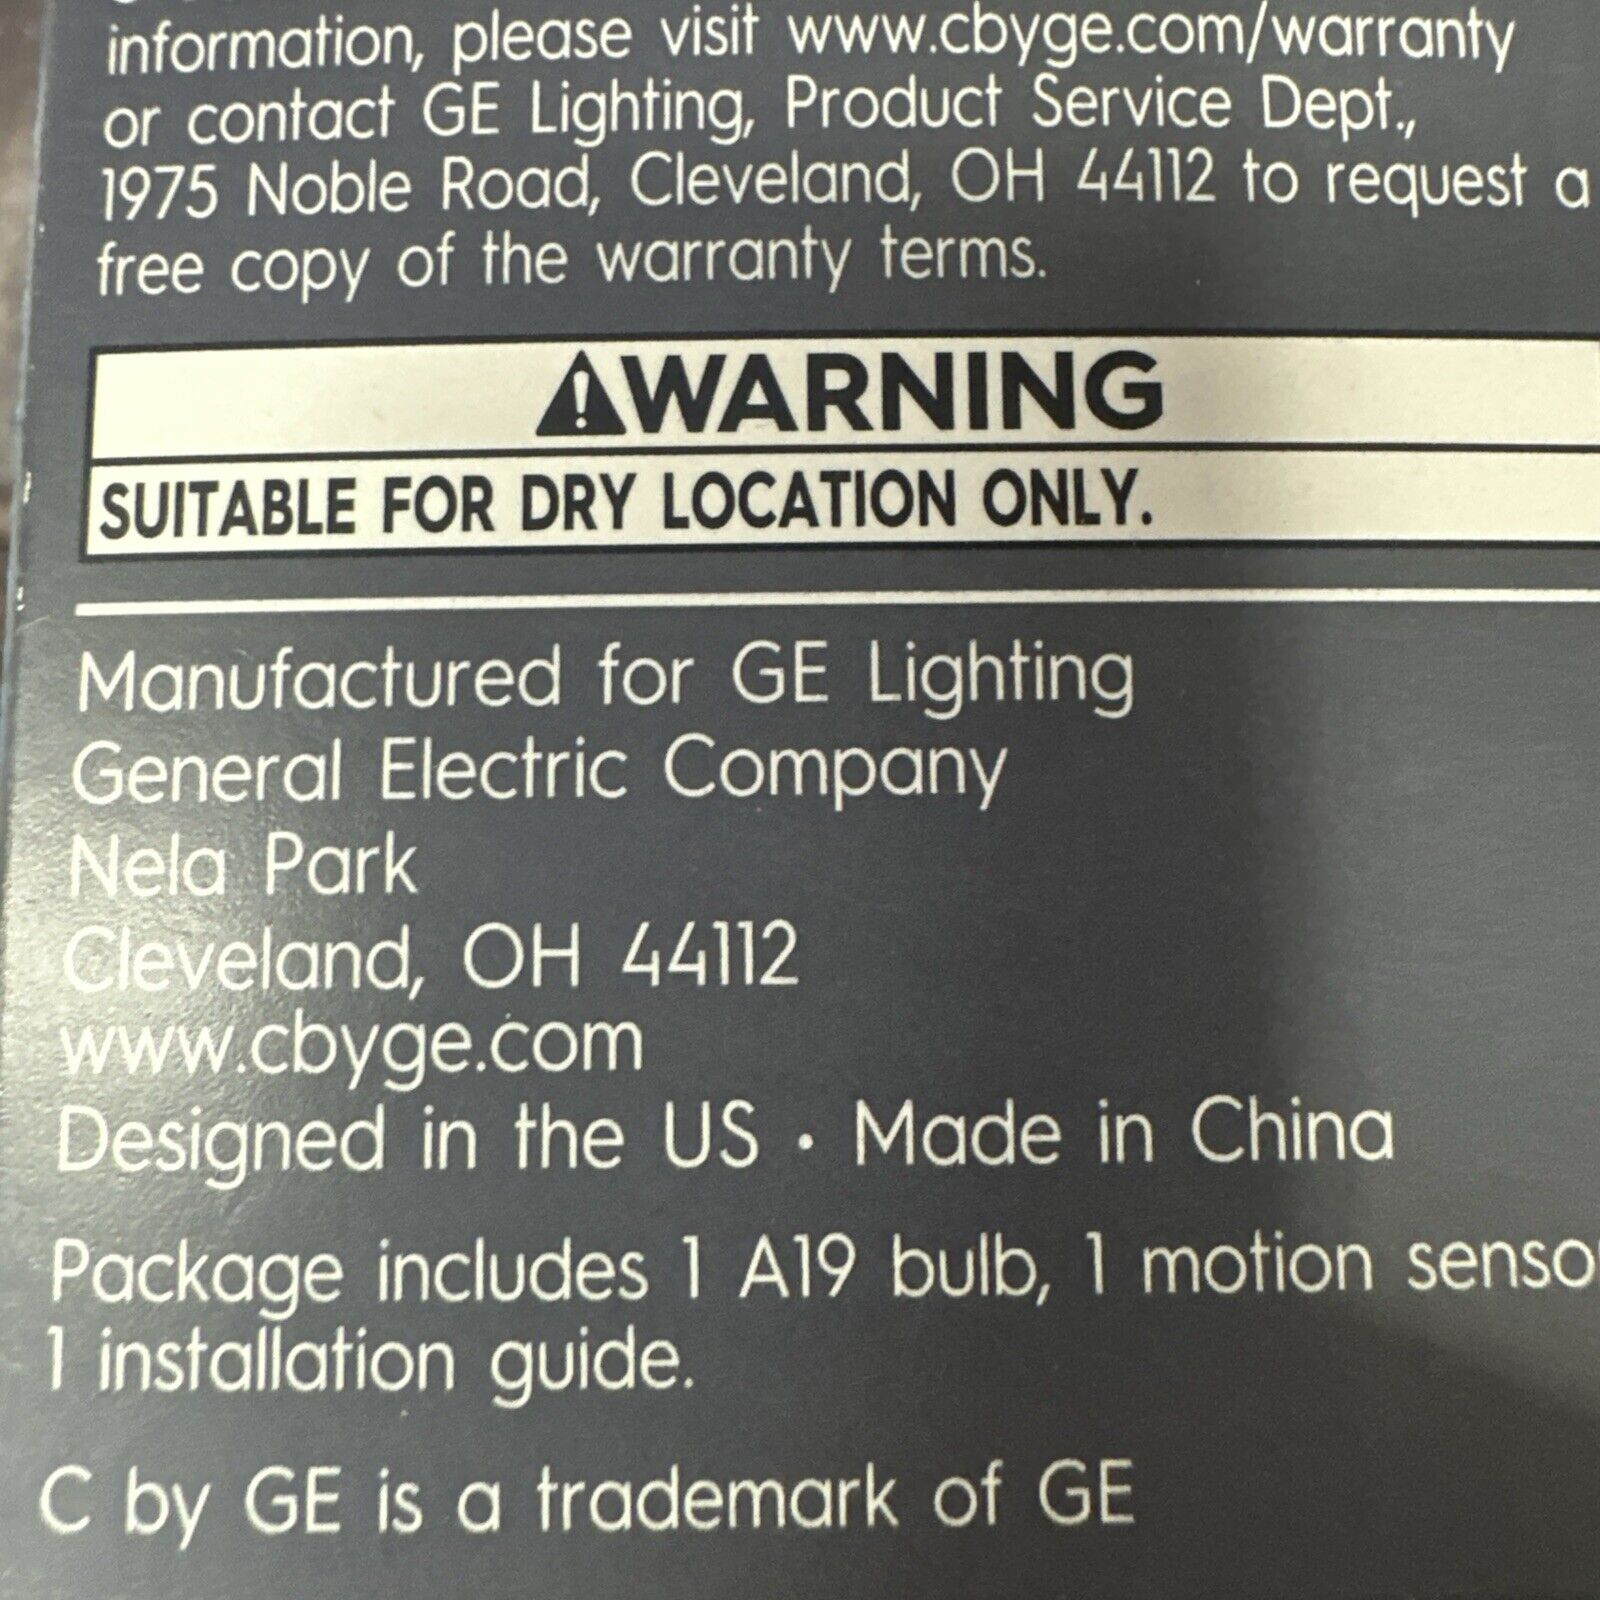 information, please visit www.cbyge.com/warranty
or contact GE Lighting, Product Service Dept.,
1975 Noble Road, Cleveland, OH 44112 to request a
free copy of the warranty terms.
WARNING
SUITABLE FOR DRY LOCATION ONLY.
Manufactured for GE Lighting
General Electric Company
Nela Park
Cleveland, OH 44112
www.cbyge.com
Designed in the US · Made in China
Package includes 1 A19 bulb, 1 motion senso
1 installation guide.
C by GE is a trademark of GE